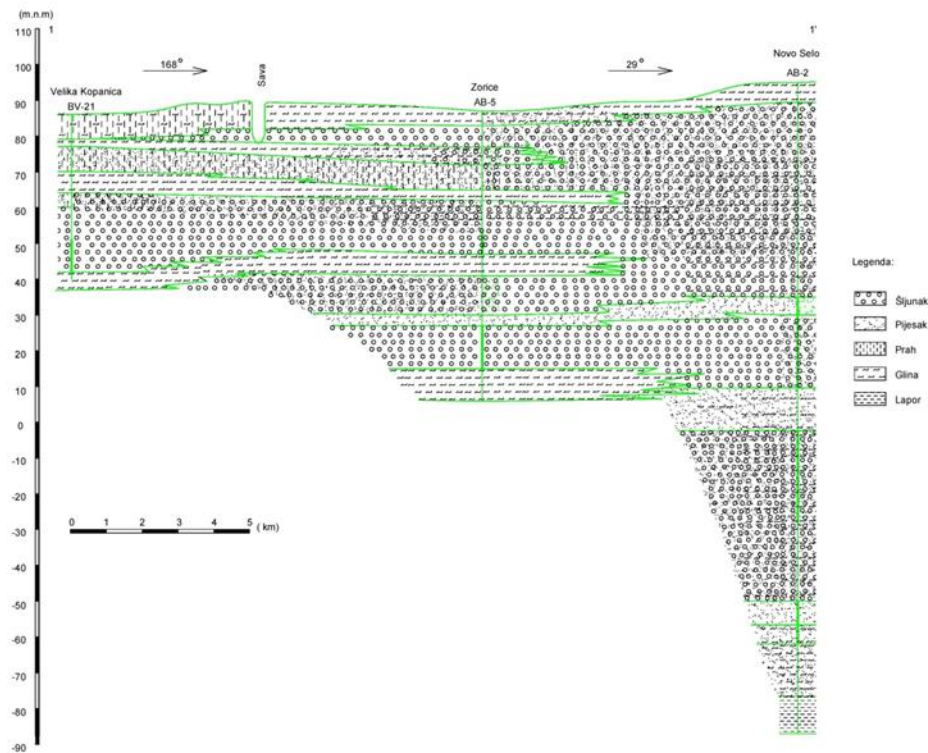 (m.n.m)
1
1'
110
100
90
80
70
60
50
40
30
20
10
0
-10
-20
-30
-40
-50
-60
-70
-80
-90
168°
Sava
29°
Novo Selo
AB-2
Velika Kopanica
BV-21
Zorice
AB-5
0 1 2 3 4 5 (km)
Legenda:
Šljunak
Pijesak
Prah
Glina
Lapor